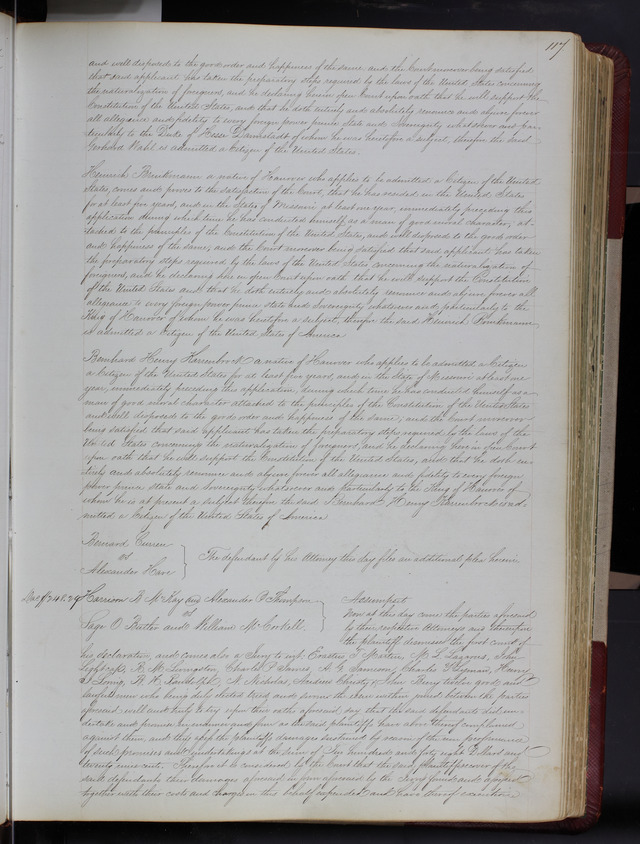 117
and well disposed to the good order and happiness of the same and the Court moreover being satisfied
that said applicant has taken the preparatory steps required by the laws of the United States concerning
the naturalization of foreigners, and he declaring here in open Court upon oath that he will support the
Constitution of the United States, and that he doth entirely and absolutely renounce and abjure forever
all allegiance and fidelity to every foreign power prince State and Sovereignty whatsoever and par-
ticularly to the Duke of Hesse Darmstadt of whom he was heretofore a subject, therefore the said
Gerhard Wahl is admitted a Citizen of the United States.
Heinrich Brinkmann a native of Hanover who applies to be admitted a Citizen of the United
States, comes and proves to the satisfaction of the Court, that he has resided in the United States
for at least five years, and in the State of Missouri at least one year, immediately preceding this
application during which time he has conducted himself as a man of good moral character, at-
tached to the principles of the Constitution of the United States, and well disposed to the good order
and happiness of the same, and the Court moreover being satisfied that said applicant has taken
the preparatory steps required by the laws of the United States, concerning the naturalization of
foreigners, and he declaring here in open Court upon oath that he will support the Constitution
of the United States and that he doth entirely and absolutely, renounce and abjure forever all
allegiance to every foreign power prince state and Sovereignty whatsoever and particularly to the
King of Hanover of whom he was heretofore a subject, therefore the said Heinrich Brinkmann
is admitted a Citizen of the United States of America
Bernhard Henry a native of Hanover who applies to be admitted a Citizen
a Citizen of the United States for at least five years, and in the State of Missouri at least one
year, immediately preceding this application, during which time he has conducted himself as a
man of good moral character attached to the principles of the Constitution of the United States
and well disposed to the good order and happiness of the same, and the Court moreover
being satisfied that said applicant has taken the preparatory steps required by the laws of the
United States concerning the naturalization of foreigners, and he declaring here in open Court
upon oath that he will support the Constitution of the United States, and that he doth en-
tirely and absolutely renounce and abjure forever all allegiance and fidelity to every foreign
power prince State and Sovereignty whatsoever and particularly to the King of Hanover of
whom he is at present a subject therefore the said Bernhard Henry is ad-
mitted a Citizen of the United States of America
Bernard
vs
Alexander
The defendant by his Attorney this day files an additional plea herein
Harrison B McKay and Alexander P Thompson
vs
Page O Butler and William McCorkell
Assumpsit
Now at this day come the parties aforesaid
by their respective Attorneys and thereupon
the plaintiff dismissed the first count of
his declaration, and comes also a Jury to wit,
R M Livingston, Charles P James, Charles Lyman, Henry
N Nicholas, good and
lawful men who being duly elected tried and sworn the issue within joined between the parties
aforesaid well and truly to try upon their oaths aforesaid, say that the said defendants did un-
dertake and promise in manner and form as the said plaintiffs have above thereof complained
against them, and they the plaintiffs damages sustained by reason of the non performance
of said promises and undertakings at the sum of Six hundred and forty eight Dollars and
twenty nine cents. Therefore it is considered by the Court that the said plaintiffs recover of the
said defendants their damages aforesaid in form aforesaid by the Jury found and assessed
together with their costs and charges in this behalf expended and have thereof execution